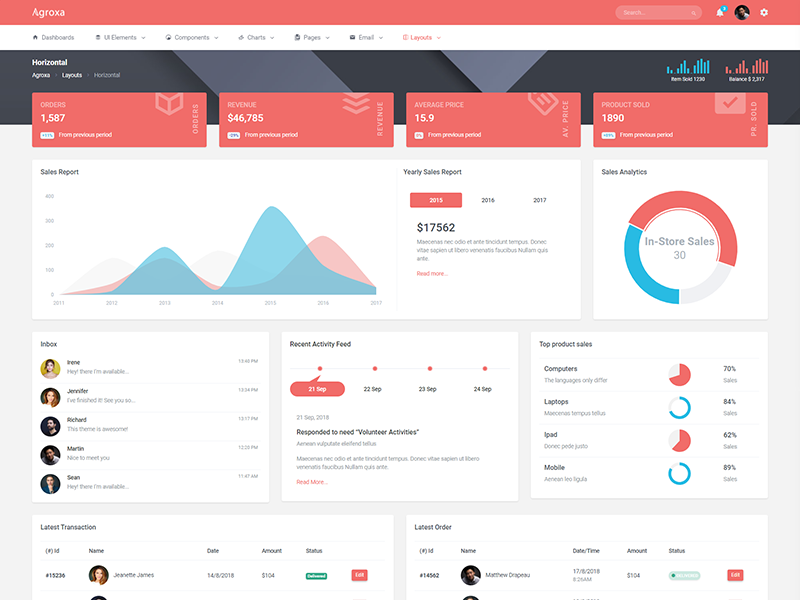 Agroxa
Search...
Dashboards
UI Elements
Components
Charts
Pages
Email
Layouts
Horizontal
Agroxa > Layouts > Horizontal
Item Sold 1230
Balance $ 2,317
ORDERS
1,587
+11% From previous period
ORDERS
REVENUE
$46,785
-29% From previous period
REVENUE
AVERAGE PRICE
15.9
0% From previous period
AV. PRICE
PRODUCT SOLD
1890
+89% From previous period
PR. SOLD
Sales Report
400
300
200
100
0
2011 2012 2013 2014 2015 2016 2017
Yearly Sales Report
2015 2016 2017
$17562
Maecenas nec odio et ante tincidunt tempus. Donec
vitae sapien ut libero venenatis faucibus Nullam quis
ante.
Read more...
Sales Analytics
In-Store Sales
30
Inbox
Irene 13:40 PM
Hey! there I'm available...
Jennifer 13:34 PM
I've finished it! See you so...
Richard 13:17 PM
This theme is awesome!
Martin 12:20 PM
Nice to meet you
Sean 11:47 AM
Hey! there I'm available...
Recent Activity Feed
21 Sep 22 Sep 23 Sep 24 Sep
21 Sep, 2018
Responded to need "Volunteer Activities"
Aenean vulputate eleifend tellus
Maecenas nec odio et ante tincidunt tempus. Donec vitae sapien ut libero
venenatis faucibus Nullam quis ante.
Read More...
Top product sales
Computers 70%
The languages only differ Sales
Laptops 84%
Maecenas tempus tellus Sales
Ipad 62%
Donec pede justo Sales
Mobile 89%
Aenean leo ligula Sales
Latest Transaction
(#) Id Name Date Amount Status
#15236 Jeanette James 14/8/2018 $104 Delivered Edit
Latest Order
(#) Id Name Date/Time Amount Status
#14562 Matthew Drapeau 17/8/2018 $104 Edit
8:26AM